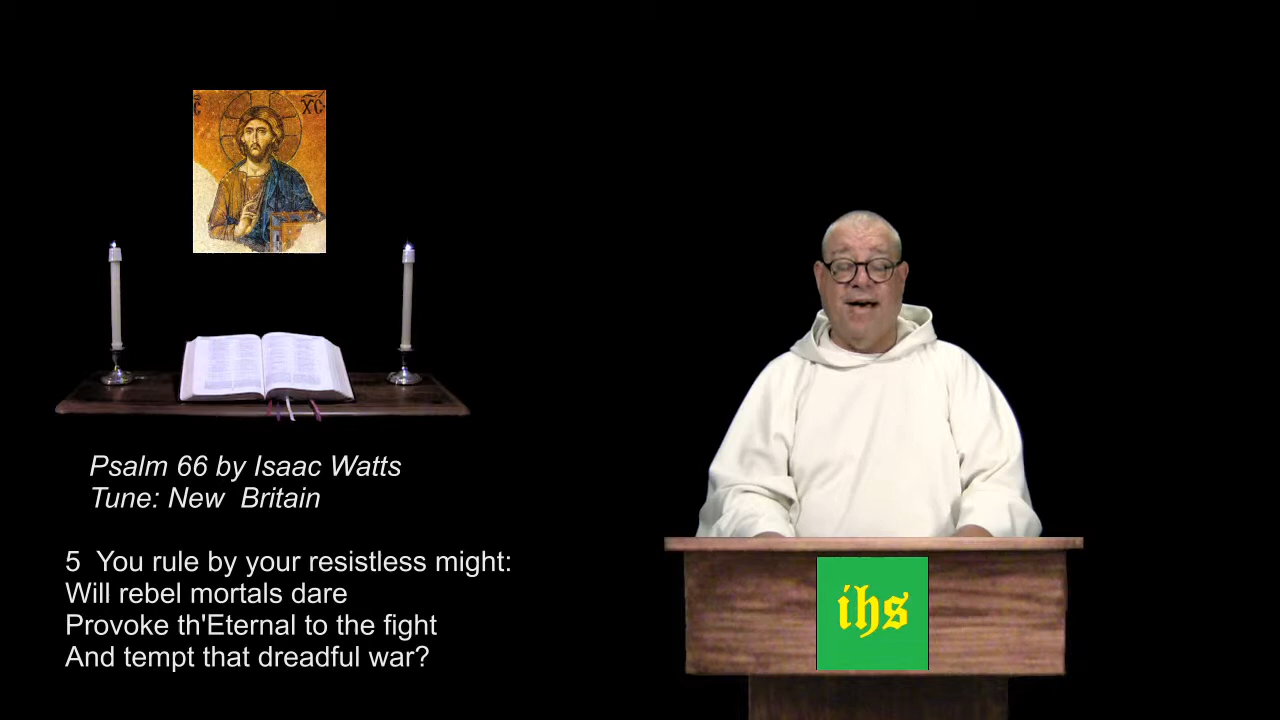 XC
Psalm 66 by Isaac Watts
Tune: New Britain
5 You rule by your resistless might:
Will rebel mortals dare
Provoke th'Eternal to the fight
And tempt that dreadful war?
ihs